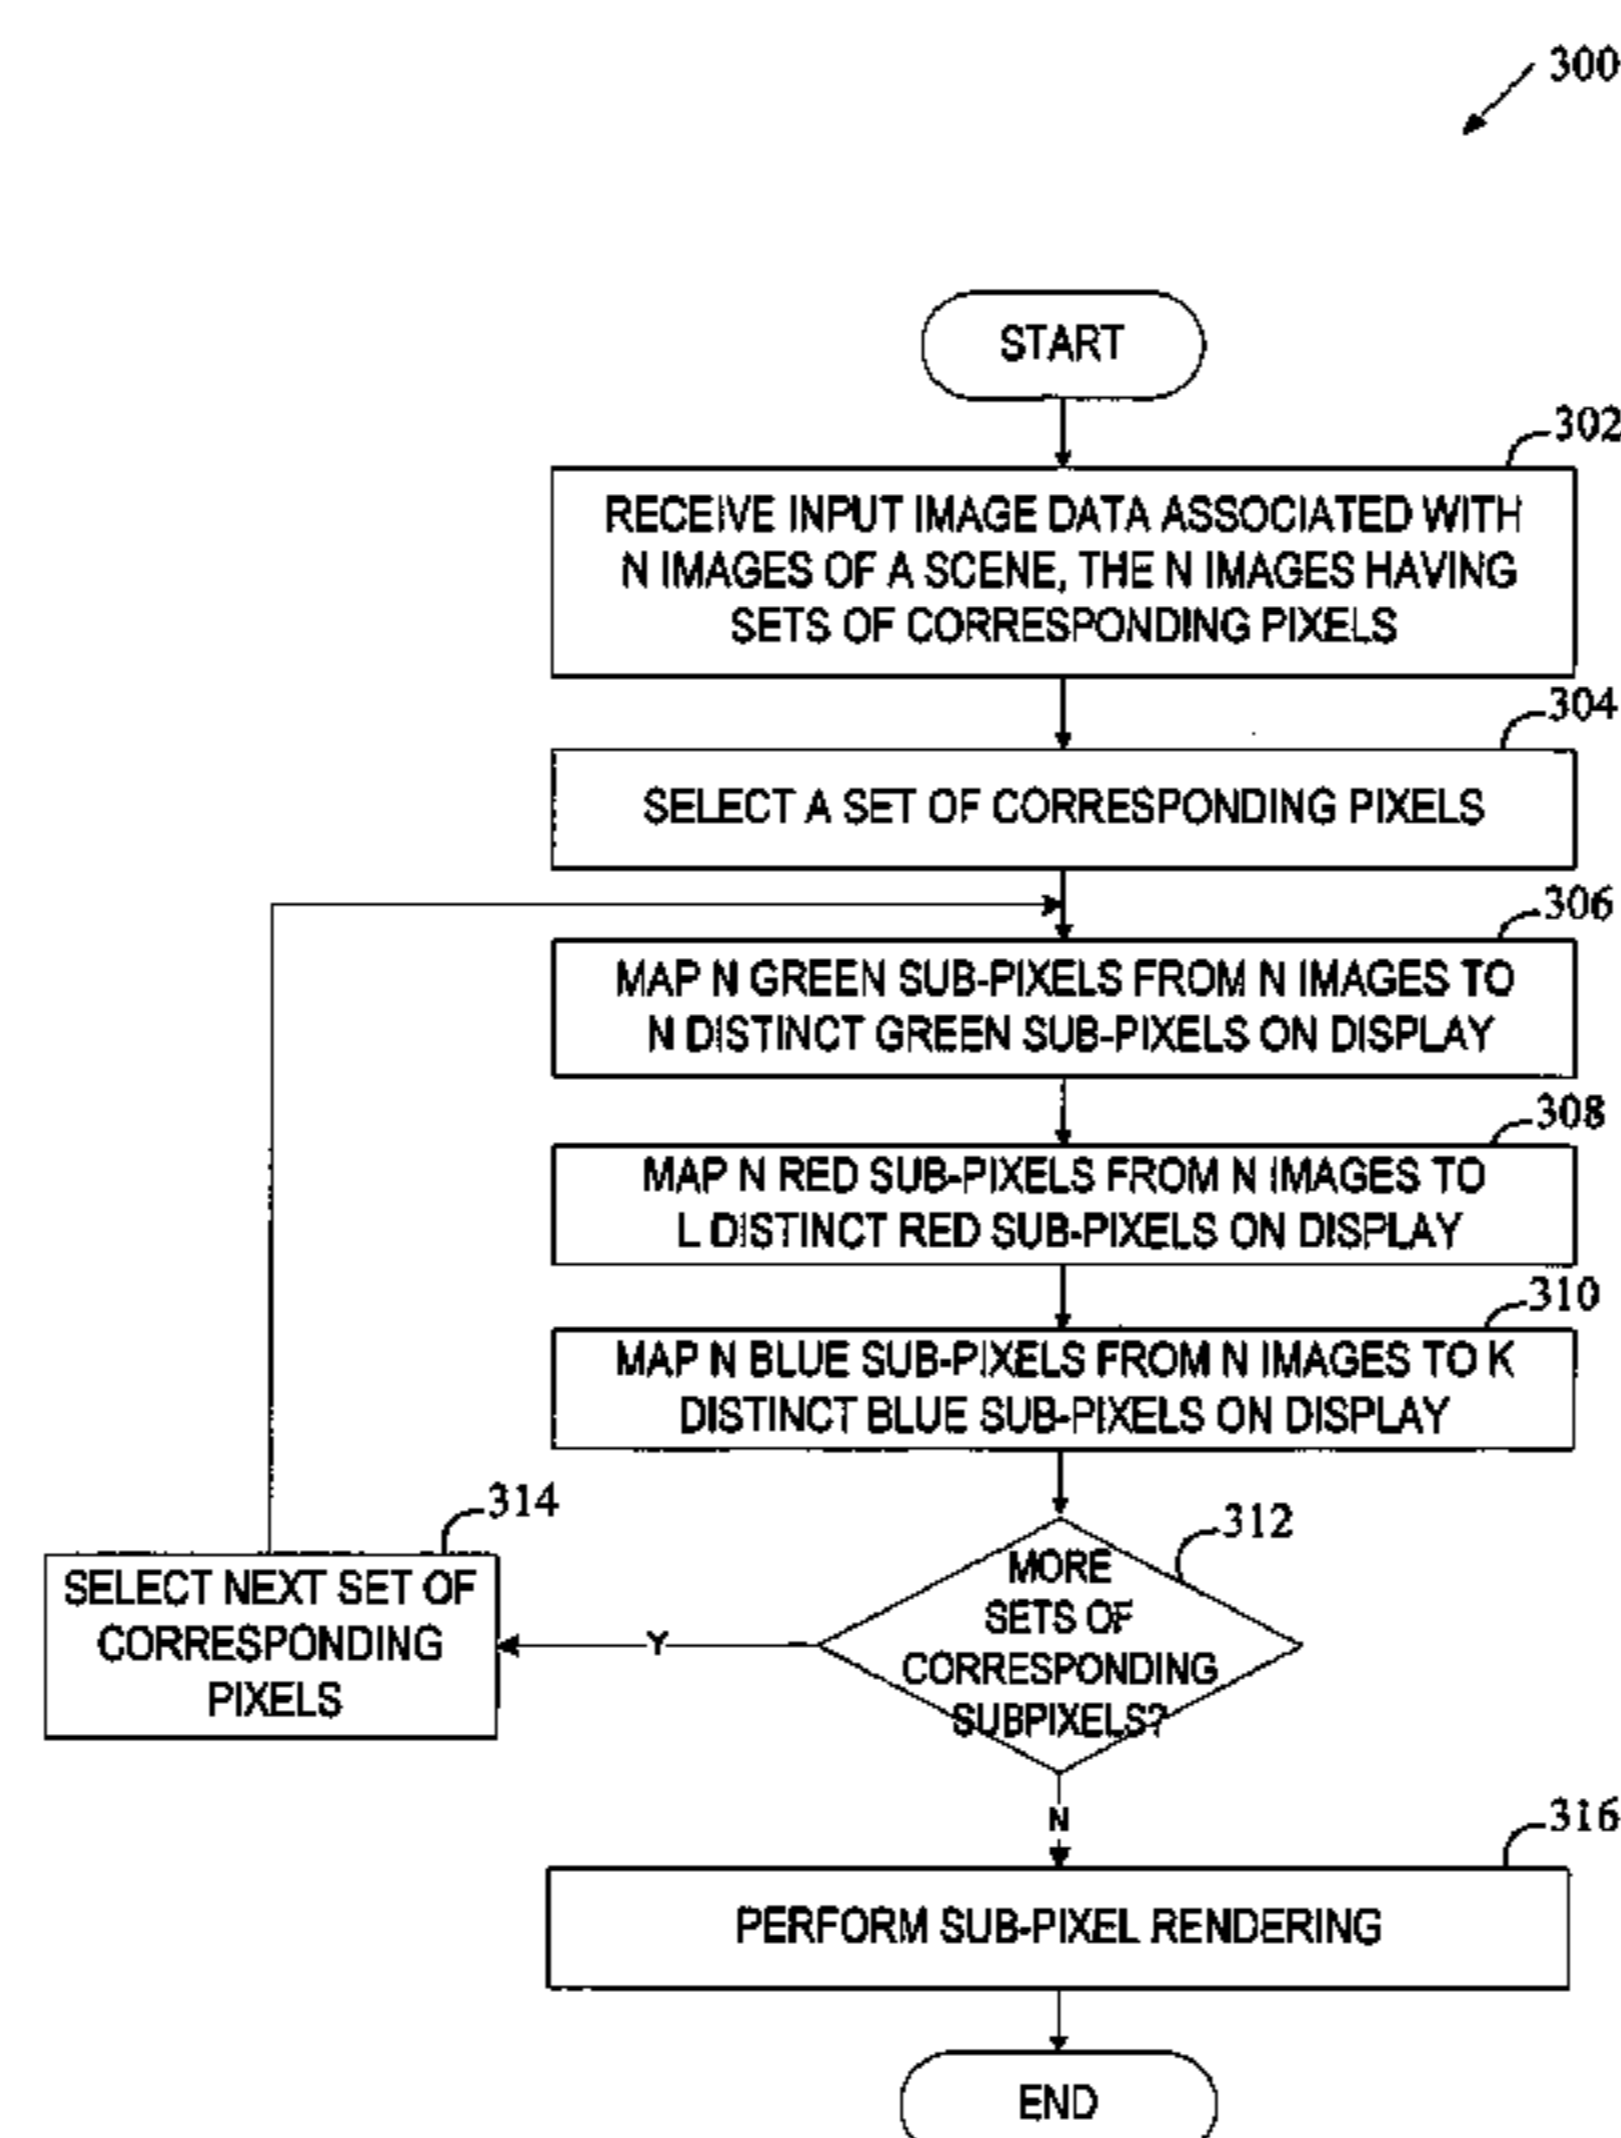 300
START
302
RECEIVE INPUT IMAGE DATA ASSOCIATED WITH
N IMAGES OF A SCENE, THE N IMAGES HAVING
SETS OF CORRESPONDING PIXELS
304
SELECT A SET OF CORRESPONDING PIXELS
306
MAP N GREEN SUB-PIXELS FROM N IMAGES TO
N DISTINCT GREEN SUB-PIXELS ON DISPLAY
308
MAP N RED SUB-PIXELS FROM N IMAGES TO
L DISTINCT RED SUB-PIXELS ON DISPLAY
310
MAP N BLUE SUB-PIXELS FROM N IMAGES TO K
DISTINCT BLUE SUB-PIXELS ON DISPLAY
312
MORE
SETS OF
CORRESPONDING
SUBPIXELS?
Y
314
SELECT NEXT SET OF
CORRESPONDING
PIXELS
N
316
PERFORM SUB-PIXEL RENDERING
END